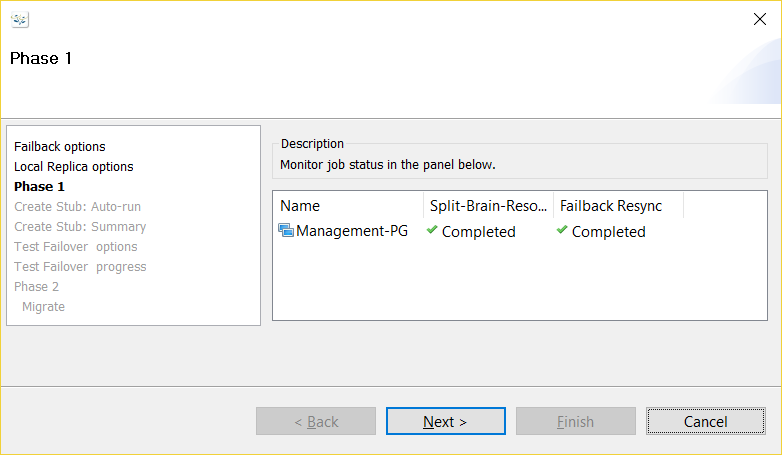 Phase 1
Failback options
Local Replica options
Phase 1
Create Stub: Auto-run
Create Stub: Summary
Test Failover  options
Test Failover  progress
Phase 2
Migrate
Description
Monitor job status in the panel below.
Name Split-Brain-Reso... Failback Resync
Management-PG Completed Completed
< Back Next > Finish Cancel